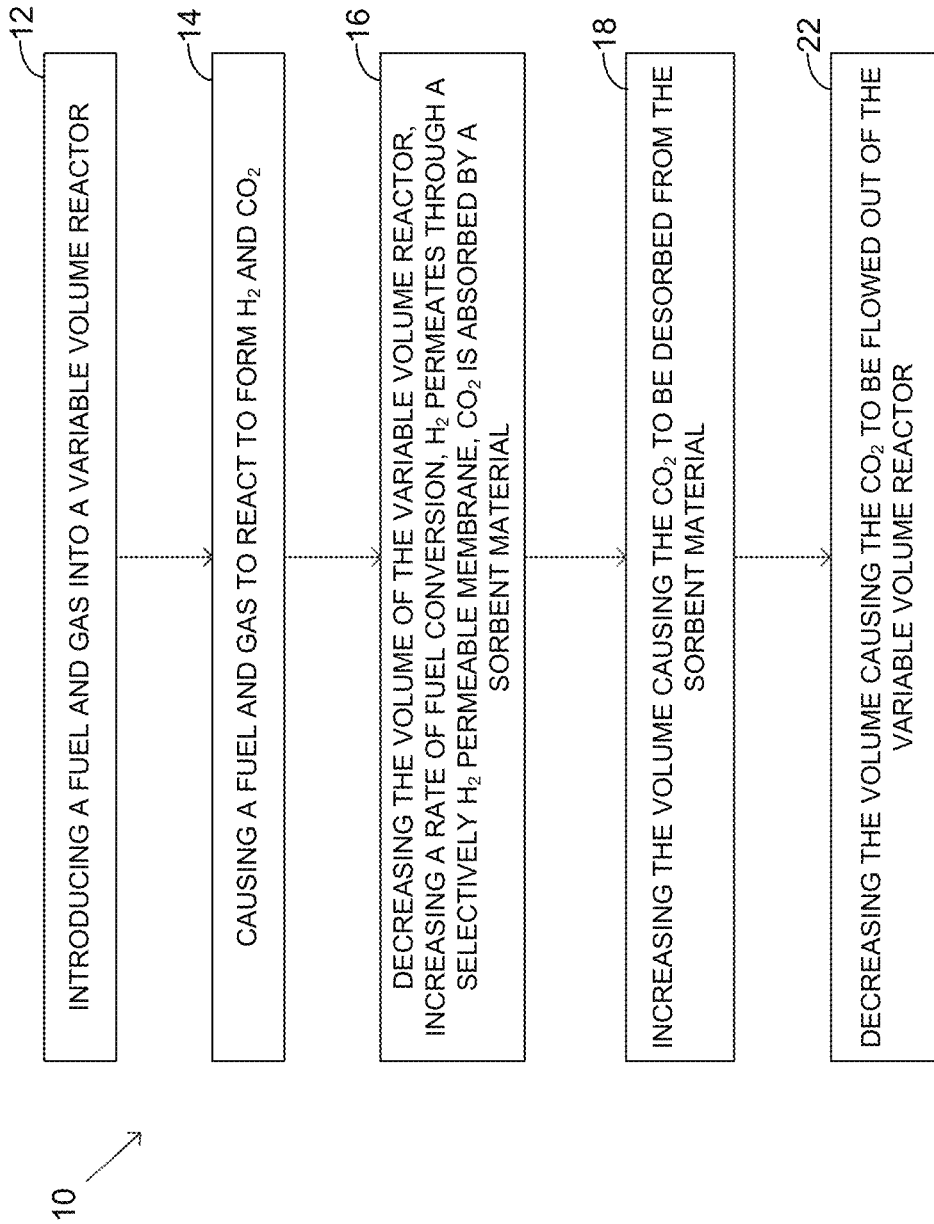 10
12
INTRODUCING A FUEL AND GAS INTO A VARIABLE VOLUME REACTOR
14
CAUSING A FUEL AND GAS TO REACT TO FORM H₂ AND CO₂
16
DECREASING THE VOLUME OF THE VARIABLE VOLUME REACTOR,
INCREASING A RATE OF FUEL CONVERSION, H₂ PERMEATES THROUGH A
SELECTIVELY H₂ PERMEABLE MEMBRANE, CO₂ IS ABSORBED BY A
SORBENT MATERIAL
18
INCREASING THE VOLUME CAUSING THE CO₂ TO BE DESORBED FROM THE
SORBENT MATERIAL
22
DECREASING THE VOLUME CAUSING THE CO₂ TO BE FLOWED OUT OF THE
VARIABLE VOLUME REACTOR